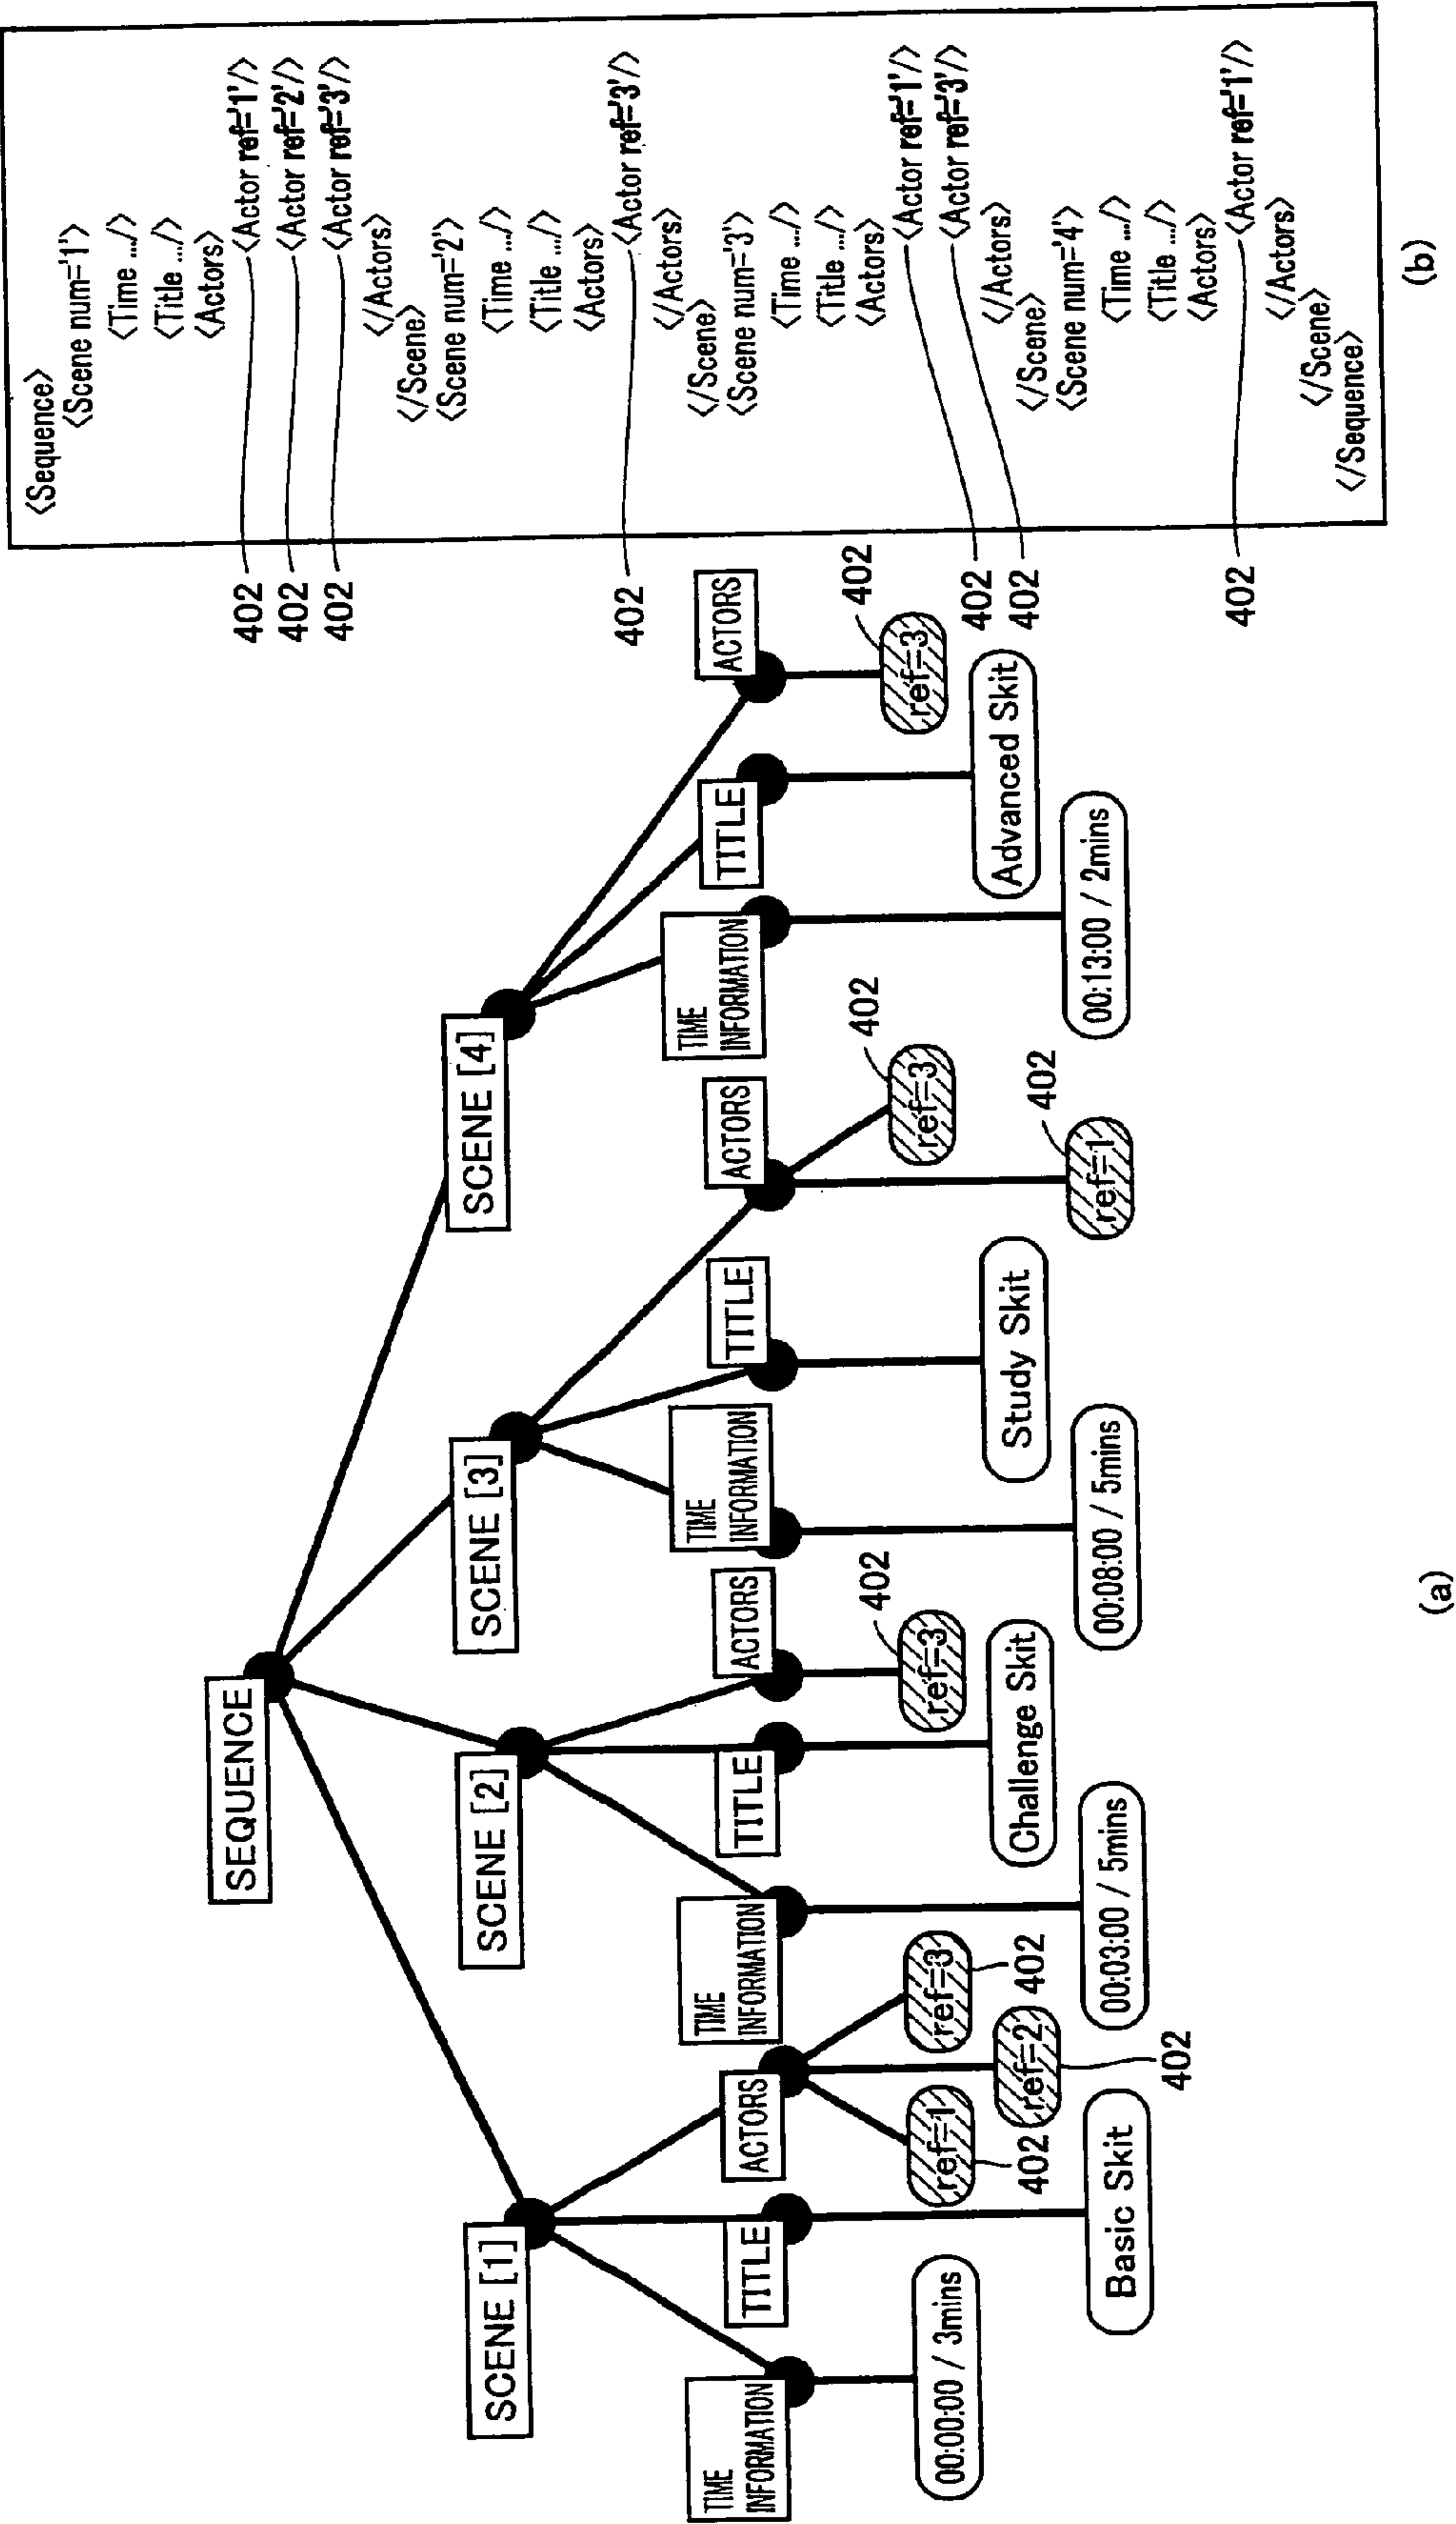 SEQUENCE
SCENE [1]
SCENE [2]
SCENE [3]
SCENE [4]
TIME
INFORMATION
TITLE
ACTORS
TIME
INFORMATION
TITLE
ACTORS
TIME
INFORMATION
TITLE
ACTORS
TIME
INFORMATION
TITLE
ACTORS
00:00:00 / 3mins
Basic Skit
ref=1
402
ref=2
402
ref=3
402
00:03:00 / 5mins
Challenge Skit
ref=3
402
00:08:00 / 5mins
Study Skit
ref=1
402
ref=3
402
00:13:00 / 2mins
Advanced Skit
ref=3
402
(a)
<Sequence>
<Scene num='1'>
<Time .../>
<Title .../>
<Actors>
402 <Actor ref='1'/>
402 <Actor ref='2'/>
402 <Actor ref='3'/>
</Actors>
</Scene>
<Scene num='2'>
<Time .../>
<Title .../>
<Actors>
402 <Actor ref='3'/>
</Actors>
</Scene>
<Scene num='3'>
<Time .../>
<Title .../>
<Actors>
402 <Actor ref='1'/>
402 <Actor ref='3'/>
</Actors>
</Scene>
<Scene num='4'>
<Time .../>
<Title .../>
<Actors>
402 <Actor ref='1'/>
</Actors>
</Scene>
</Sequence>
(b)